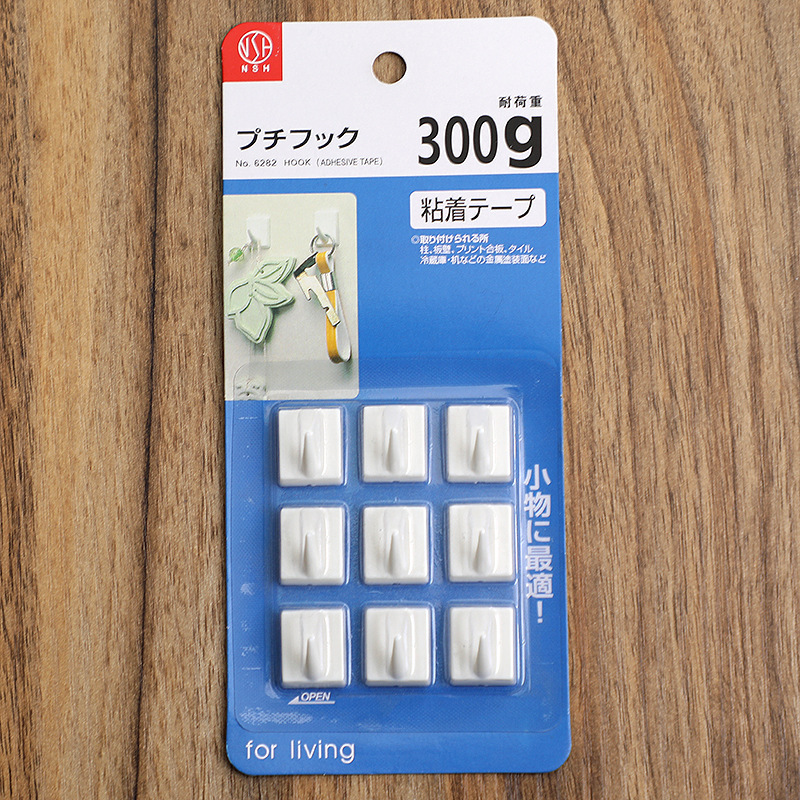 NSH
NSH
耐荷重
プチフック
300g
No. 6282 HOOK (ADHESIVE TAPE)
粘着テープ
◎取り付けられる所
柱、板壁、プリント合板、タイル
冷蔵庫・机などの金属塗装面など
小物に最適!
OPEN
for living